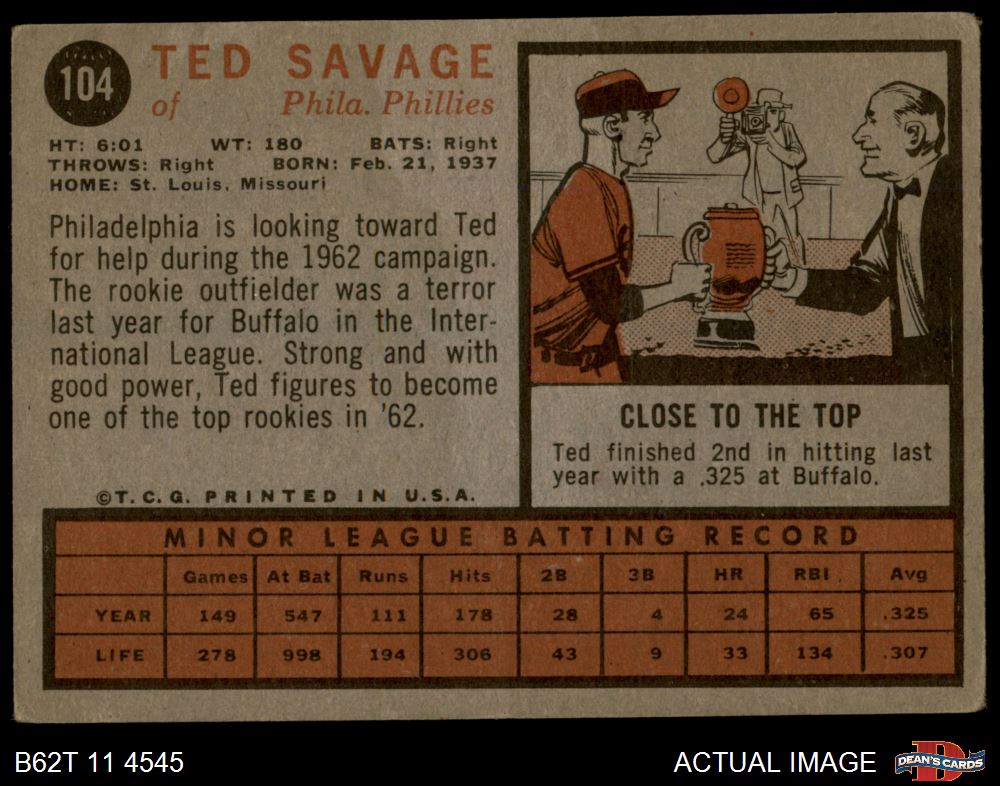 104
TED SAVAGE
of Phila. Phillies
HT: 6:01 WT: 180 BATS: Right
THROWS: Right BORN: Feb. 21, 1937
HOME: St. Louis, Missouri
Philadelphia is looking toward Ted
for help during the 1962 campaign.
The rookie outfielder was a terror
last year for Buffalo in the Inter-
national League. Strong and with
good power, Ted figures to become
one of the top rookies in '62.
©T.C.G. PRINTED IN U.S.A.
CLOSE TO THE TOP
Ted finished 2nd in hitting last
year with a .325 at Buffalo.
MINOR LEAGUE BATTING RECORD
Games At Bat Runs Hits 2B 3B HR RBI Avg
YEAR 149 547 111 178 28 4 24 65 .325
LIFE 278 998 194 306 43 9 33 134 .307
B62T 11 4545
ACTUAL IMAGE
D
DEAN'S CARDS